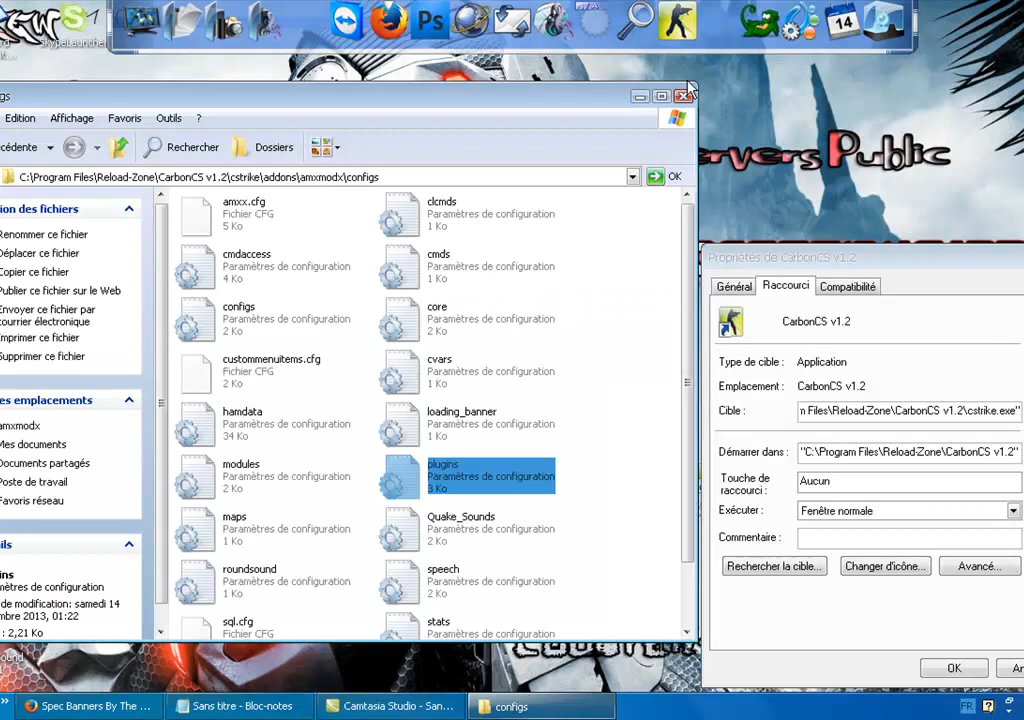 SkypeLauncher
14
gs
Edition Affichage Favoris Outils ?
cédente Rechercher Dossiers
C:\Program Files\Reload-Zone\CarbonCS v1.2\cstrike\addons\amxmodx\configs OK
ervers Public
ion des fichiers
Renommer ce fichier
Déplacer ce fichier
Copier ce fichier
Publier ce fichier sur le Web
Envoyer ce fichier par
courrier électronique
Imprimer ce fichier
Supprimer ce fichier
es emplacements
amxmodx
Mes documents
Documents partagés
Poste de travail
Favoris réseau
ils
ins
mètres de configuration
de modification: samedi 14
mbre 2013, 01:22
: 2,21 Ko
amxx.cfg
Fichier CFG
5 Ko
clcmds
Paramètres de configuration
1 Ko
cmdaccess
Paramètres de configuration
4 Ko
cmds
Paramètres de configuration
1 Ko
configs
Paramètres de configuration
2 Ko
core
Paramètres de configuration
2 Ko
custommenuitems.cfg
Fichier CFG
2 Ko
cvars
Paramètres de configuration
1 Ko
hamdata
Paramètres de configuration
34 Ko
loading_banner
Paramètres de configuration
1 Ko
modules
Paramètres de configuration
2 Ko
plugins
Paramètres de configuration
3 Ko
maps
Paramètres de configuration
1 Ko
Quake_Sounds
Paramètres de configuration
2 Ko
roundsound
Paramètres de configuration
1 Ko
speech
Paramètres de configuration
2 Ko
sql.cfg
Fichier CFG
stats
Paramètres de configuration
Propriétés de CarbonCS v1.2
Général Raccourci Compatibilité
CarbonCS v1.2
Type de cible : Application
Emplacement : CarbonCS v1.2
Cible : n Files\Reload-Zone\CarbonCS v1.2\cstrike.exe"
Démarrer dans : "C:\Program Files\Reload-Zone\CarbonCS v1.2"
Touche de
raccourci : Aucun
Exécuter : Fenêtre normale
Commentaire :
Rechercher la cible... Changer d'icône... Avancé...
OK An
ound
» Spec Banners By The ... Sans titre - Bloc-notes Camtasia Studio - San... configs FR